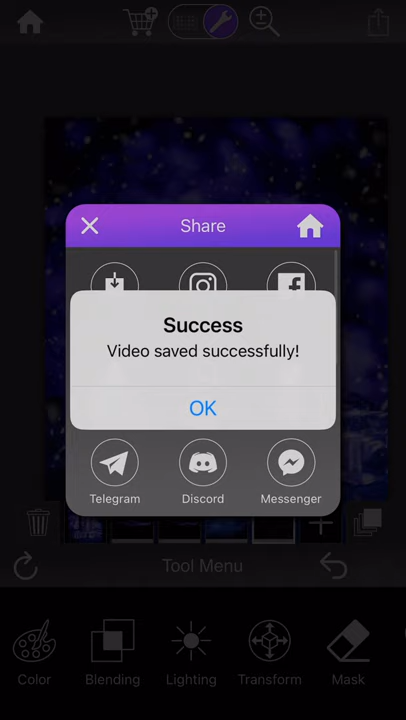 Share
Success
Video saved successfully!
OK
Telegram
Discord
Messenger
Tool Menu
Color
Blending
Lighting
Transform
Mask